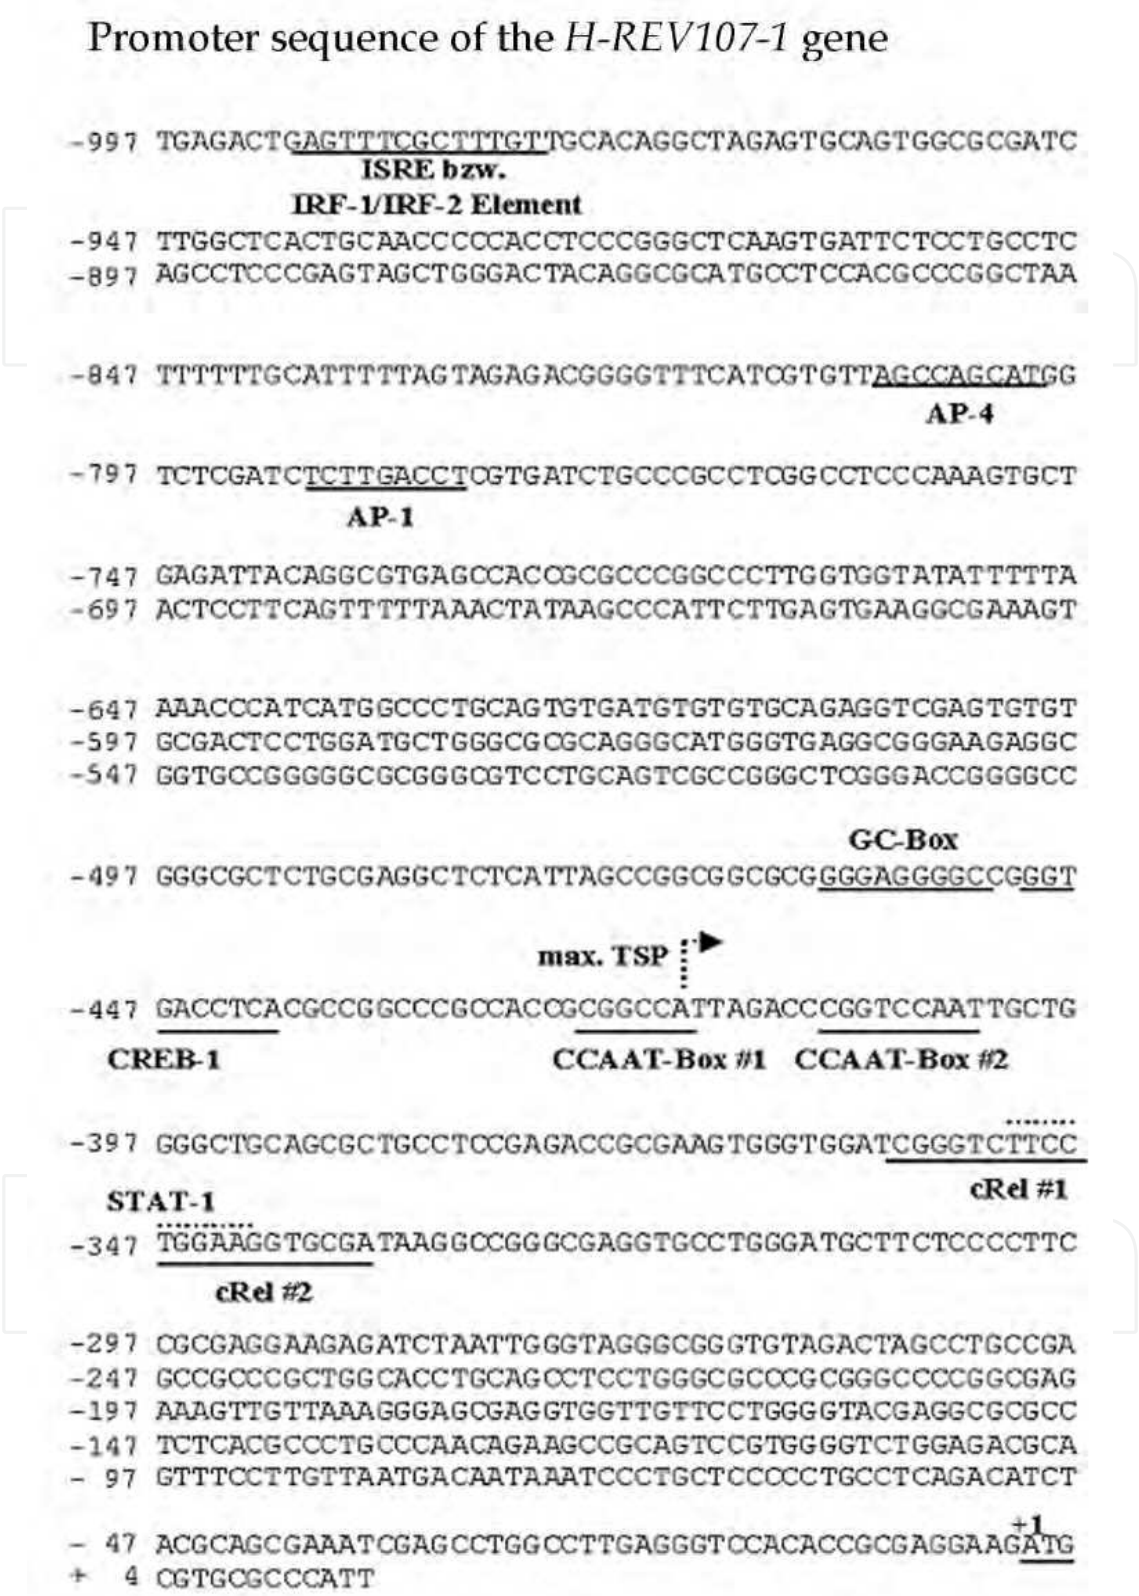 Promoter sequence of the H-REV107-1 gene
-997 TGAGACTGAGTTTCGCTTTGTTGCACAGGCTAGAGTGCAGTGGCGCGATC
ISRE bzw.
IRF-1/IRF-2 Element
-947 TTGGCTCACTGCAACCCCCACCTCCCGGGCTCAAGTGATTCTCCTGCCTC
-897 AGCCTCCCGAGTAGCTGGGACTACAGGCGCATGCCTCCACGCCCGGCTAA
-847 TTTTTTGCATTTTTAGTAGAGACGGGGTTTCATCGTGTTAGCCAGCATGG
AP-4
-797 TCTCGATCTCTTGACCTCGTGATCTGCCCGCCTCGGCCTCCCAAAGTGCT
AP-1
-747 GAGATTACAGGCGTGAGCCACCGCGCCCGGCCCTTGGTGGTATATTTTTA
-697 ACTCCTTCAGTTTTTAAACTATAAGCCCATTCTTGAGTGAAGGCGAAAGT
-647 AAACCCATCATGGCCCTGCAGTGTGATGTGTGTGCAGAGGTCGAGTGTGT
-597 GCGACTCCTGGATGCTGGGCGCGCAGGGCATGGGTGAGGCGGGAAGAGGC
-547 GGTGCCGGGGGCGCGGGCGTCCTGCAGTCGCCGGGCTCGGGACCGGGGCC
GC-Box
-497 GGGCGCTCTGCGAGGCTCTCATTAGCCGGCGGCGCGGGGAGGGGCCGGGT
max. TSP
-447 GACCTCACGCCGGCCCGCCACCGCGGCCATTAGACCCGGTCCAATTGCTG
CREB-1 CCAAT-Box #1 CCAAT-Box #2
-397 GGGCTGCAGCGCTGCCTCCGAGACCGCGAAGTGGGTGGATCGGGTCTTCC
cRel #1
STAT-1
-347 TGGAAGGTGCGATAAGGCCGGGCGAGGTGCCTGGGATGCTTCTCCCCTTC
cRel #2
-297 CGCGAGGAAGAGATCTAATTGGGTAGGGCGGGTGTAGACTAGCCTGCCGA
-247 GCCGCCCGCTGGCACCTGCAGCCTCCTGGGCGCCCGCGGGCCCCGGCGAG
-197 AAAGTTGTTAAAGGGAGCGAGGTGGTTGTTCCTGGGGTACGAGGCGCGCC
-147 TCTCACGCCCTGCCCAACAGAAGCCGCAGTCCGTGGGGTCTGGAGACGCA
- 97 GTTTCCTTGTTAATGACAATAAATCCCTGCTCCCCCTGCCTCAGACATCT
+1
- 47 ACGCAGCGAAATCGAGCCTGGCCTTGAGGGTCCACACCGCGAGGAAGATG
+ 4 CGTGCGCCCATT